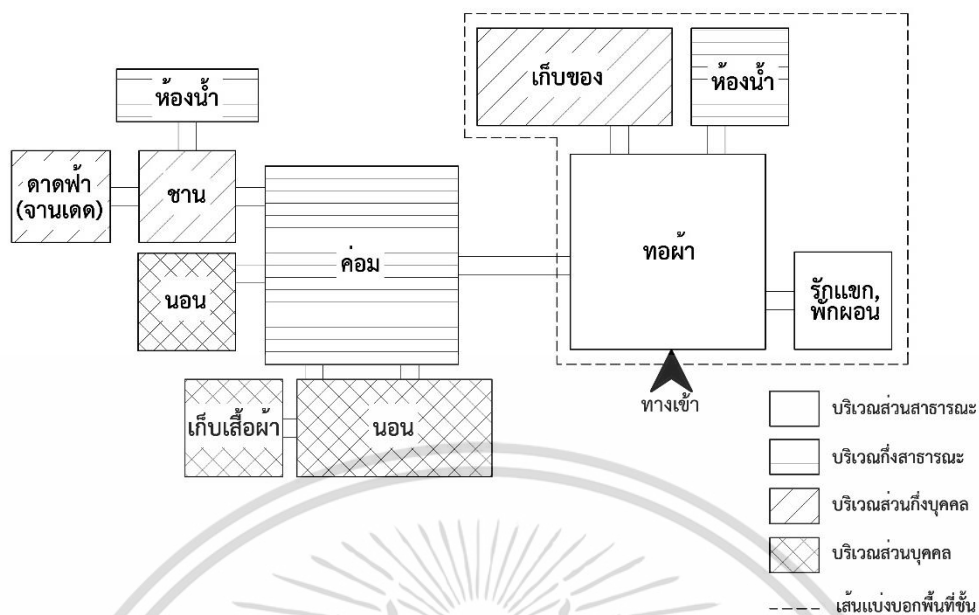 เก็บของ
ห้องน้ำ
ห้องน้ำ
ดาดฟ้า
(จานเดด)
ชาน
ค่อม
ทอผ้า
นอน
รักแขก,
พักผอน
ทางเข้า
เก็บเสื้อผ้า
นอน
บริเวณส่วนสาธารณะ
บริเวณกึ่งสาธารณะ
บริเวณส่วนกึ่งบุคคล
บริเวณส่วนบุคคล
เส้นแบ่งบอกพื้นที่ชั้น